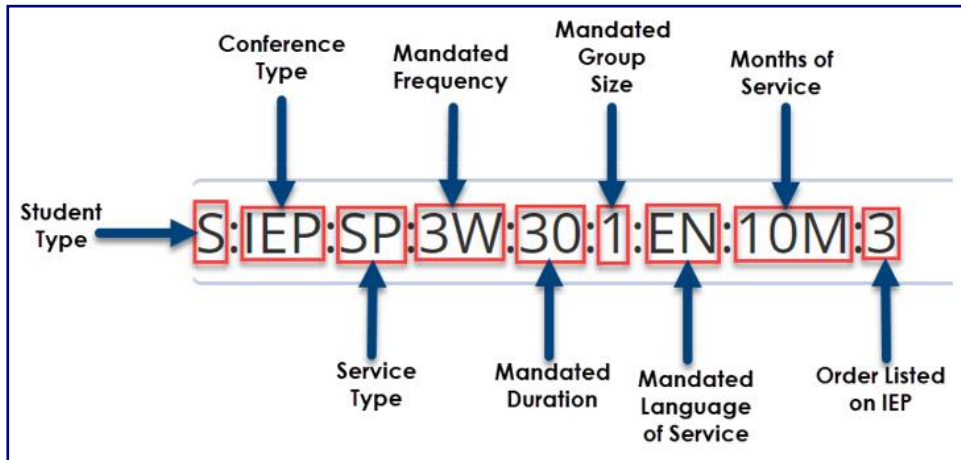 Conference
Type
Mandated
Frequency
Mandated
Group
Size
Months of
Service
Student
Type
S:IEP:SP:3W:30:1:EN:10M:3
Service
Type
Mandated
Duration
Mandated
Language
of Service
Order Listed
on IEP